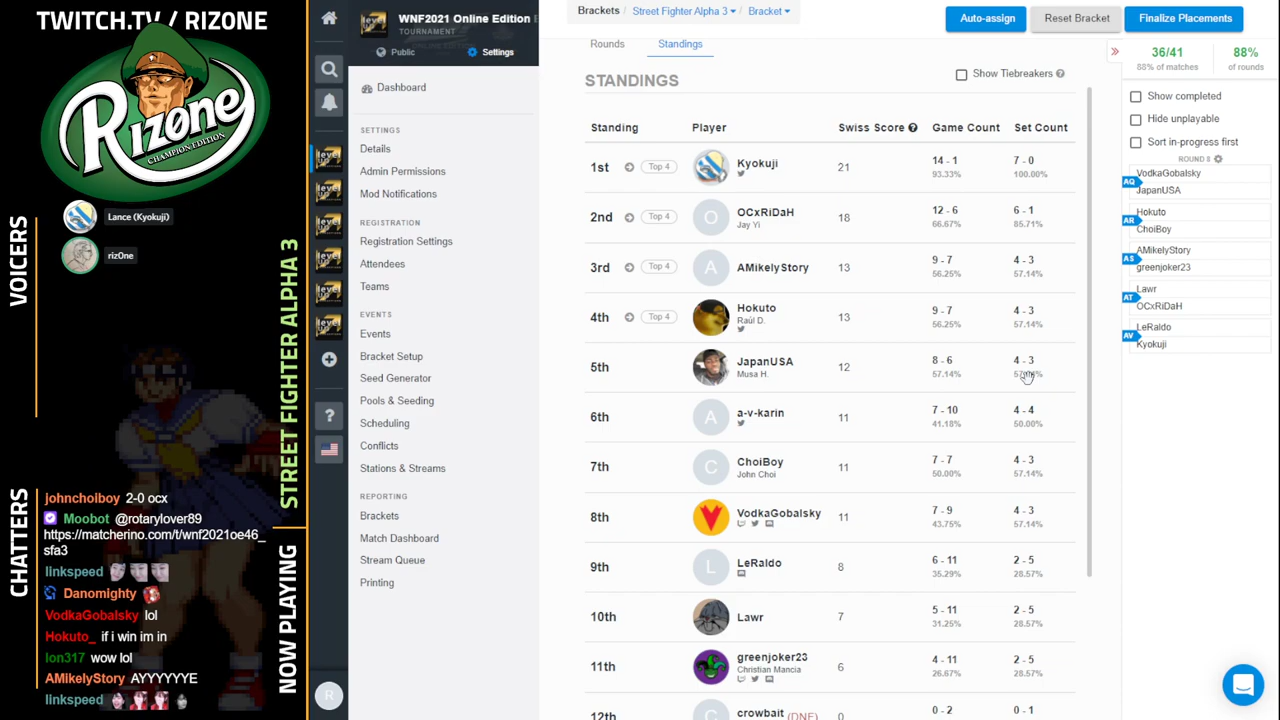 TWITCH.TV / RIZONE
Rizone
CHAMPION EDITION
VOICERS
Lance (Kyokuji)
rizOne
STREET FIGHTER ALPHA 3
CHATTERS
johnchoiboy 2-0 ocx
Moobot @rotarylover89
https://matcherino.com/t/wnf2021oe46_
sfa3
linkspeed
Danomighty
VodkaGobalsky lol
Hokuto_ if i win im in
lon317 wow lol
AMikelyStory AYYYYYYE
linkspeed
NOW PLAYING
R
WNF2021 Online Edition E
TOURNAMENT
Public
Settings
Dashboard
SETTINGS
Details
Admin Permissions
Mod Notifications
REGISTRATION
Registration Settings
Attendees
Teams
EVENTS
Events
Bracket Setup
Seed Generator
Pools & Seeding
Scheduling
Conflicts
Stations & Streams
REPORTING
Brackets
Match Dashboard
Stream Queue
Printing
Brackets Street Fighter Alpha 3 Bracket
Auto-assign Reset Bracket Finalize Placements
Rounds Standings
STANDINGS
Show Tiebreakers
Standing Player Swiss Score Game Count Set Count
1st Top 4 Kyokuji 21 14 - 1 7 - 0
93.33% 100.00%
2nd Top 4 O OCxRiDaH 18 12 - 6 6 - 1
Jay Yi 66.67% 85.71%
3rd Top 4 A AMikelyStory 13 9 - 7 4 - 3
56.25% 57.14%
4th Top 4 Hokuto 13 9 - 7 4 - 3
Raúl D. 56.25% 57.14%
5th JapanUSA 12 8 - 6 4 - 3
Musa H. 57.14%
6th A a-v-karin 11 7 - 10 4 - 4
41.18% 50.00%
7th C ChoiBoy 11 7 - 7 4 - 3
John Choi 50.00% 57.14%
8th VodkaGobalsky 11 7 - 9 4 - 3
43.75% 57.14%
9th L LeRaldo 8 6 - 11 2 - 5
35.29% 28.57%
10th Lawr 7 5 - 11 2 - 5
31.25% 28.57%
11th greenjoker23 6 4 - 11 2 - 5
Christian Mancia 26.67% 28.57%
12th C crowbait (DNE) 0 0 - 2 0 - 1
36/41 88%
88% of matches of rounds
Show completed
Hide unplayable
Sort in-progress first
ROUND 8
AQ VodkaGobalsky
JapanUSA
AR Hokuto
ChoiBoy
AS AMikelyStory
greenjoker23
AT Lawr
OCxRiDaH
AV LeRaldo
Kyokuji